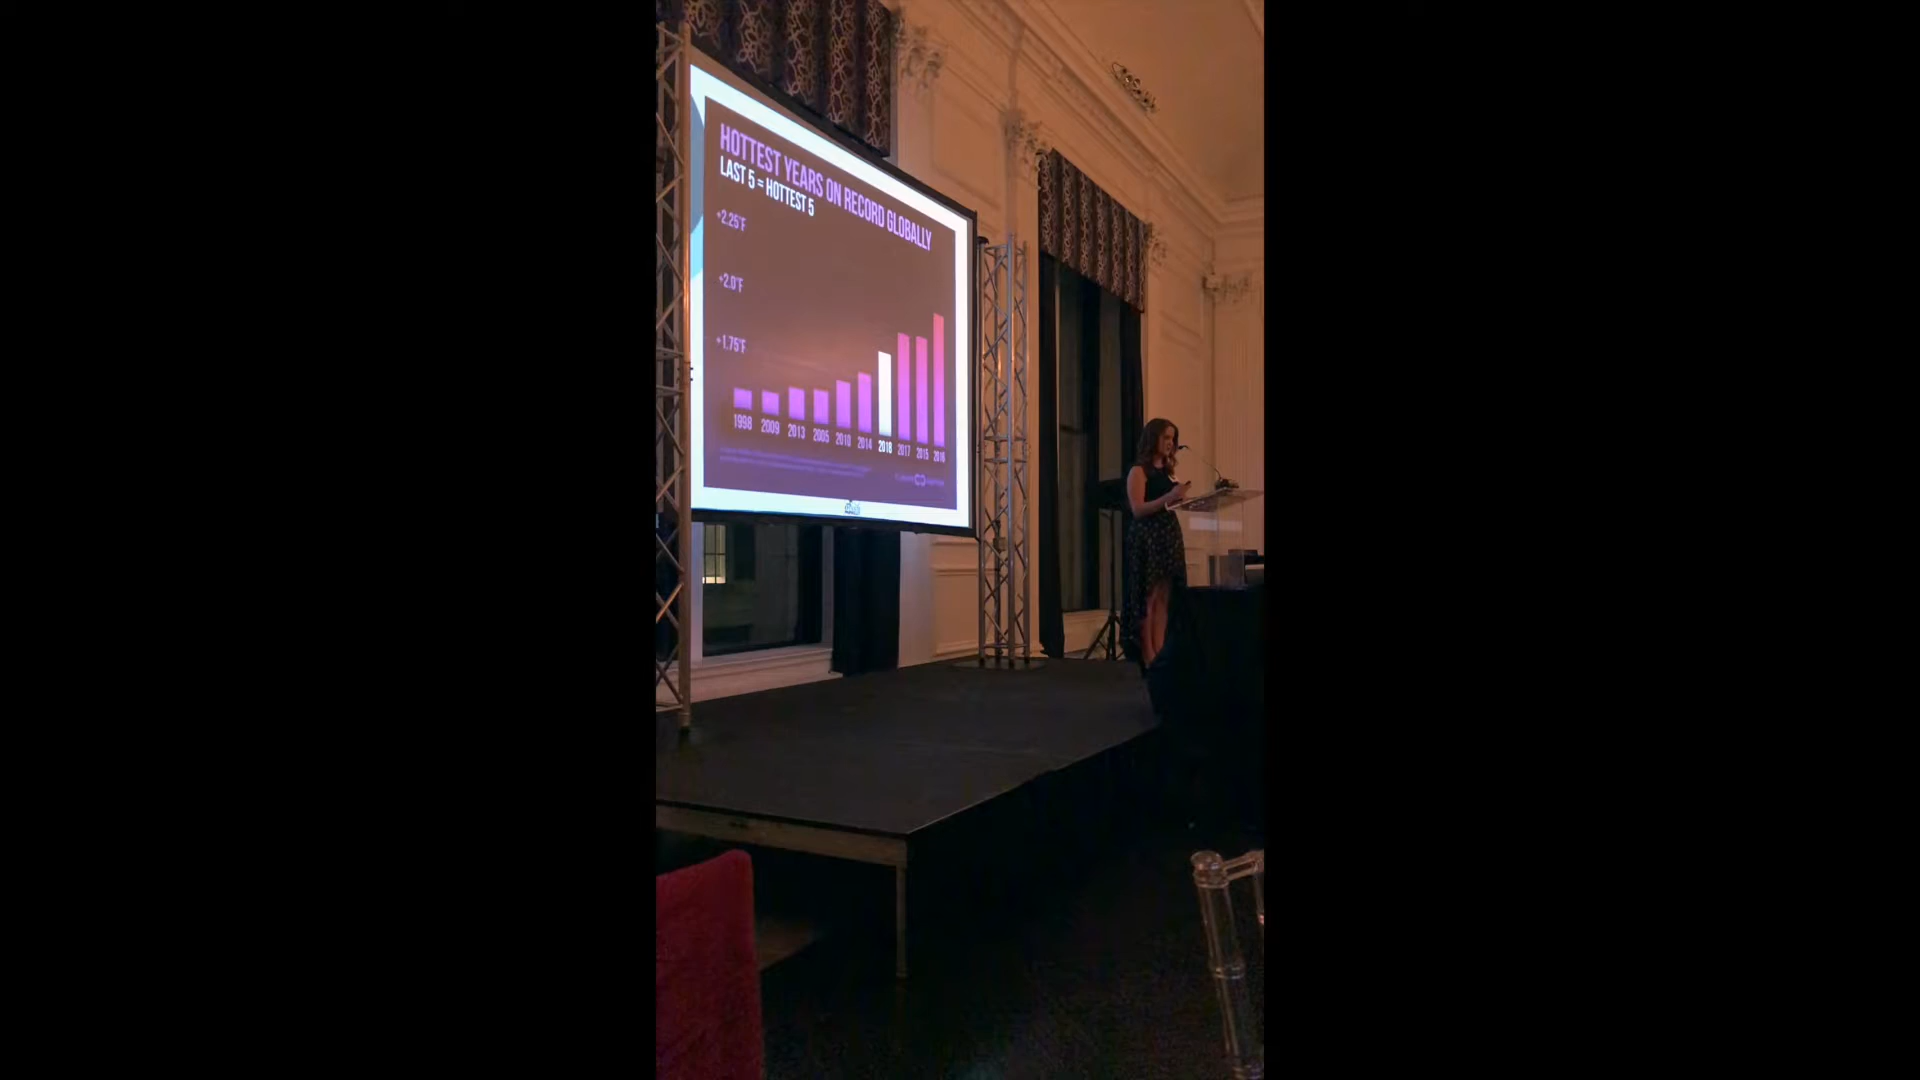 HOTTEST YEARS ON RECORD GLOBALLY
LAST 5 = HOTTEST 5
+2.25°F
+2.0°F
+1.75°F
1998 2009 2013 2005 2010 2014 2018 2017 2015 2016